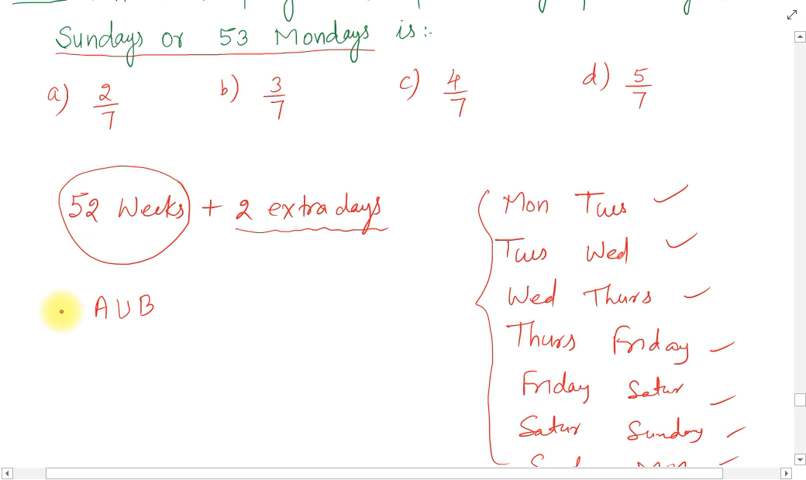 Sundays or 53 Mondays is:
a) 2/7 b) 3/7 c) 4/7 d) 5/7
52 Weeks + 2 extra days
A U B
Mon Tues
Tues Wed
Wed Thurs
Thurs Friday
Friday Satur
Satur Sunday